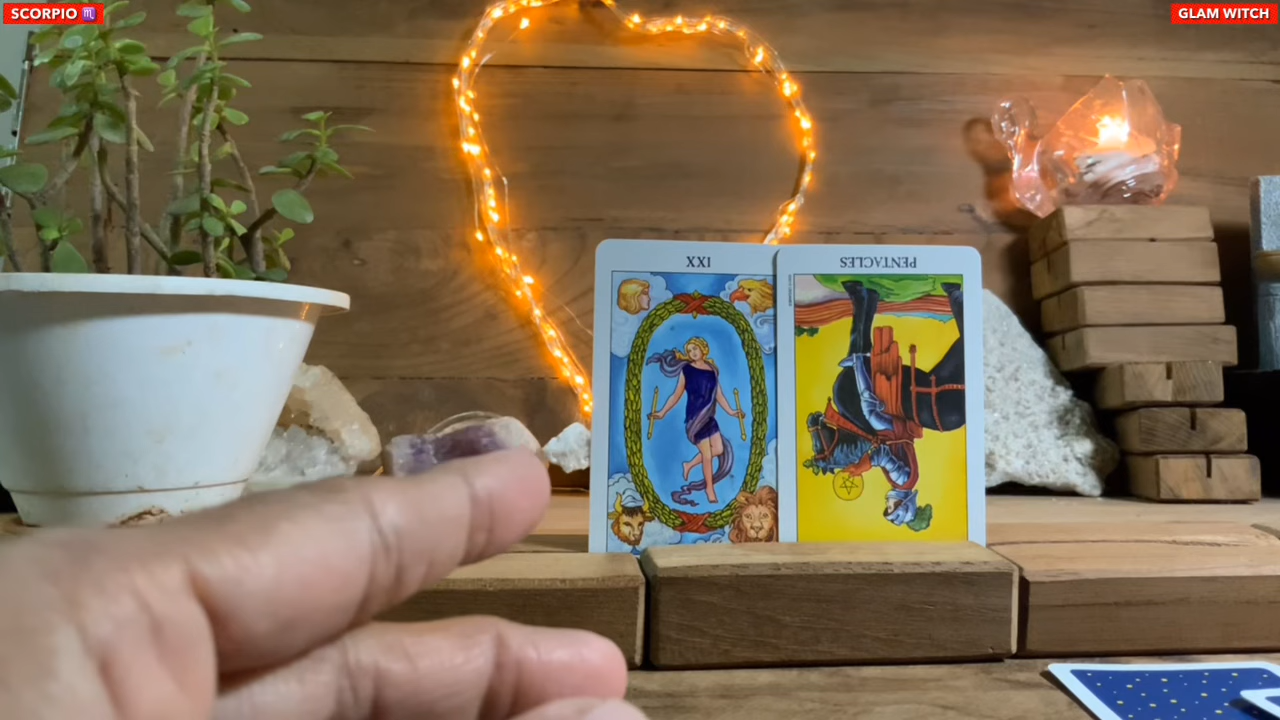 SCORPIO ♏
GLAM WITCH
IXX
PENTACLES